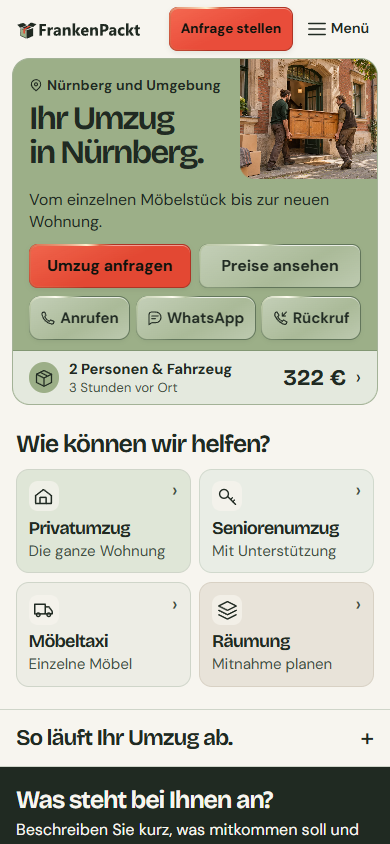 FrankenPackt
Anfrage stellen
Menü
Nürnberg und Umgebung
Ihr Umzug
in Nürnberg.
Vom einzelnen Möbelstück bis zur neuen
Wohnung.
Umzug anfragen
Preise ansehen
Anrufen
WhatsApp
Rückruf
2 Personen & Fahrzeug
3 Stunden vor Ort
322 € ›
Wie können wir helfen?
›
Privatumzug
Die ganze Wohnung
›
Seniorenumzug
Mit Unterstützung
›
Möbeltaxi
Einzelne Möbel
›
Räumung
Mitnahme planen
So läuft Ihr Umzug ab. +
Was steht bei Ihnen an?
Beschreiben Sie kurz, was mitkommen soll und